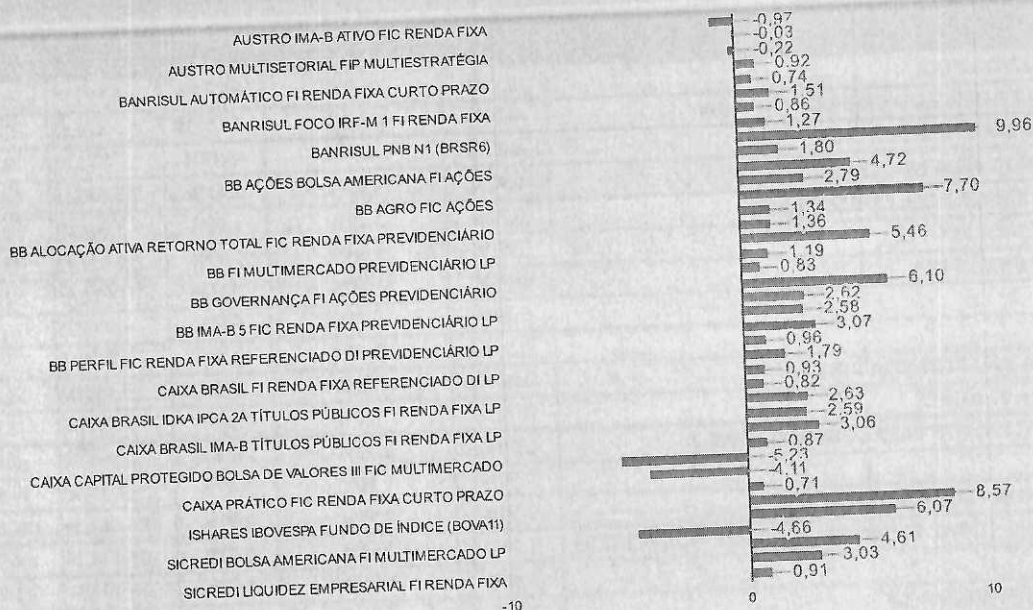 -0,97
AUSTRO IMA-B ATIVO FIC RENDA FIXA
-0,03
-0,22
AUSTRO MULTISETORIAL FIP MULTIESTRATÉGIA
0,92
0,74
BANRISUL AUTOMÁTICO FI RENDA FIXA CURTO PRAZO
1,51
0,86
BANRISUL FOCO IRF-M 1 FI RENDA FIXA
1,27
9,96
BANRISUL PNB N1 (BRSR6)
1,80
4,72
BB AÇÕES BOLSA AMERICANA FI AÇÕES
2,79
7,70
BB AGRO FIC AÇÕES
1,34
1,36
BB ALOCAÇÃO ATIVA RETORNO TOTAL FIC RENDA FIXA PREVIDENCIÁRIO
5,46
1,19
BB FI MULTIMERCADO PREVIDENCIÁRIO LP
0,83
6,10
BB GOVERNANÇA FI AÇÕES PREVIDENCIÁRIO
2,62
2,58
BB IMA-B 5 FIC RENDA FIXA PREVIDENCIÁRIO LP
3,07
0,96
BB PERFIL FIC RENDA FIXA REFERENCIADO DI PREVIDENCIÁRIO LP
1,79
0,93
CAIXA BRASIL FI RENDA FIXA REFERENCIADO DI LP
0,82
2,63
CAIXA BRASIL IDKA IPCA 2A TÍTULOS PÚBLICOS FI RENDA FIXA LP
2,59
3,06
CAIXA BRASIL IMA-B TÍTULOS PÚBLICOS FI RENDA FIXA LP
0,87
-5,23
CAIXA CAPITAL PROTEGIDO BOLSA DE VALORES III FIC MULTIMERCADO
-4,11
0,71
CAIXA PRÁTICO FIC RENDA FIXA CURTO PRAZO
8,57
6,07
ISHARES IBOVESPA FUNDO DE ÍNDICE (BOVA11)
-4,66
4,61
SICREDI BOLSA AMERICANA FI MULTIMERCADO LP
3,03
0,91
SICREDI LIQUIDEZ EMPRESARIAL FI RENDA FIXA
-10 0 10